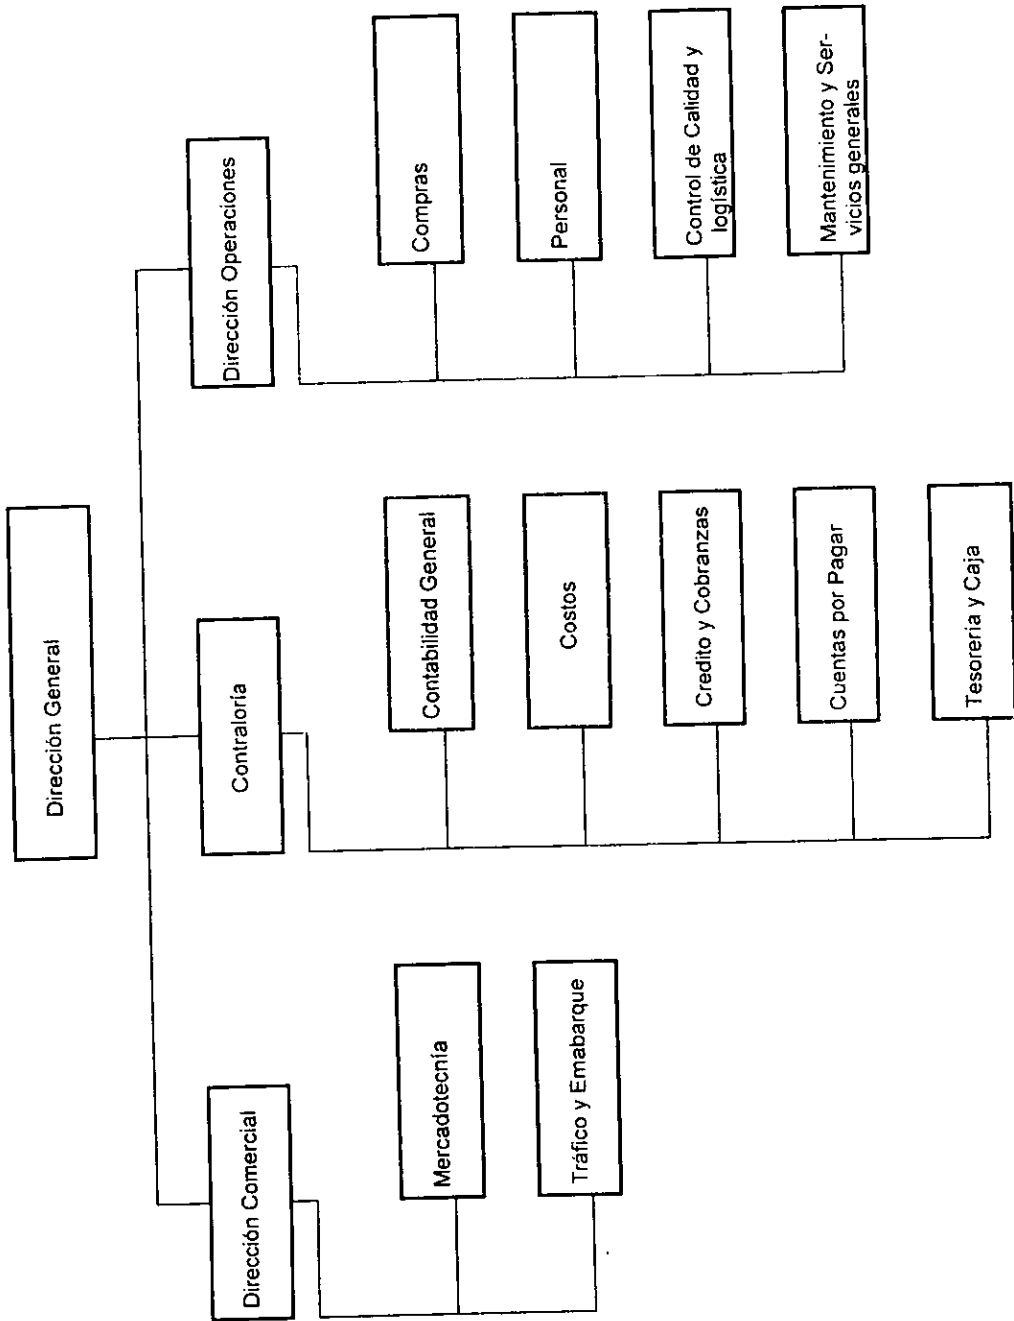 Dirección General
Dirección Comercial
Contraloría
Dirección Operaciones
Mercadotecnía
Tráfico y Emabarque
Contabilidad General
Costos
Credito y Cobranzas
Cuentas por Pagar
Tesoreria y Caja
Compras
Personal
Control de Calidad y
logística
Mantenimiento y Ser-
vicios generales